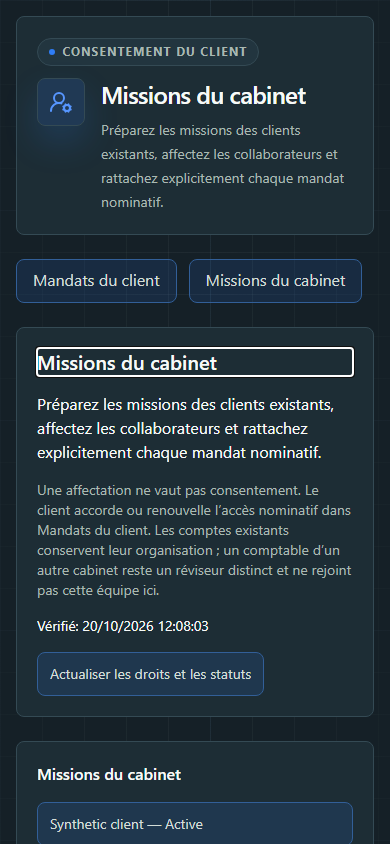 CONSENTEMENT DU CLIENT
Missions du cabinet
Préparez les missions des clients
existants, affectez les collaborateurs et
rattachez explicitement chaque mandat
nominatif.
Mandats du client
Missions du cabinet
Missions du cabinet
Préparez les missions des clients existants,
affectez les collaborateurs et rattachez
explicitement chaque mandat nominatif.
Une affectation ne vaut pas consentement. Le
client accorde ou renouvelle l’accès nominatif dans
Mandats du client. Les comptes existants
conservent leur organisation ; un comptable d’un
autre cabinet reste un réviseur distinct et ne rejoint
pas cette équipe ici.
Vérifié: 20/10/2026 12:08:03
Actualiser les droits et les statuts
Missions du cabinet
Synthetic client — Active